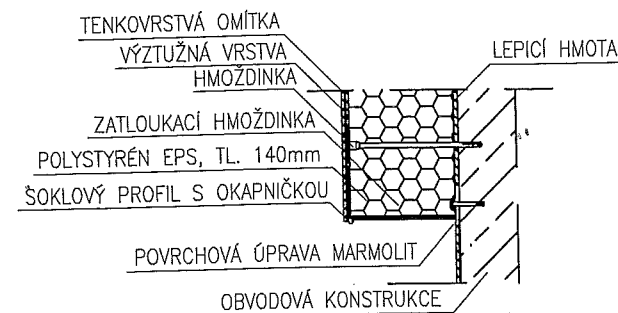 TENKOVRSTVÁ OMÍTKA
VÝZTUŽNÁ VRSTVA
LEPICÍ HMOTA
HMOŽDINKA
ZATLOUKACÍ HMOŽDINKA
POLYSTYRÉN EPS, TL. 140mm
SOKLOVÝ PROFIL S OKAPNIČKOU
POVRCHOVÁ ÚPRAVA MARMOLIT
OBVODOVÁ KONSTRUKCE